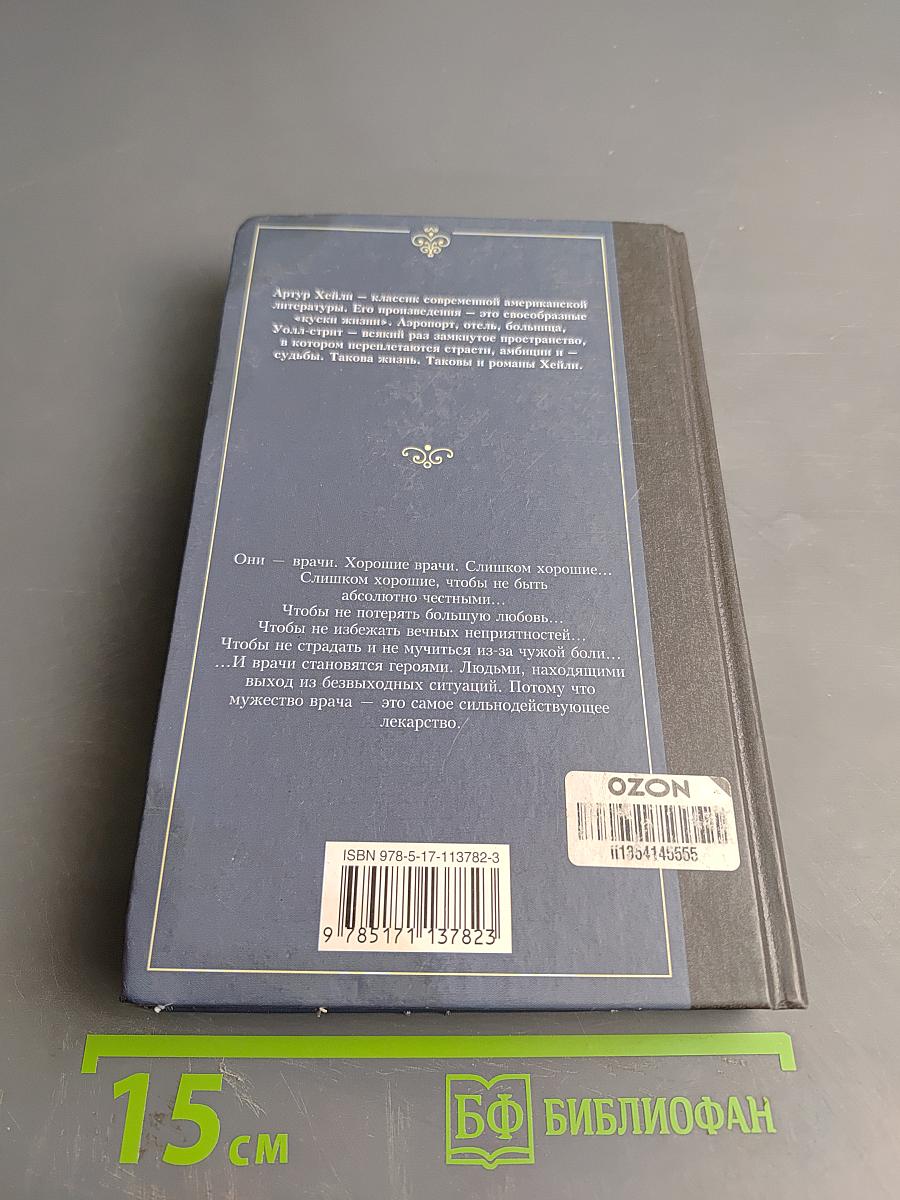 Артур Хейли — классик современной американской
литературы. Его произведения — это своеобразные
«куски жизни». Аэропорт, отель, больница,
Уолл-стрит — всякий раз замкнутое пространство,
в котором переплетаются страсти, амбиции и —
судьбы. Такова жизнь. Таковы и романы Хейли.
Они — врачи. Хорошие врачи. Слишком хорошие...
Слишком хорошие, чтобы не быть
абсолютно честными...
Чтобы не потерять большую любовь...
Чтобы не избежать вечных неприятностей...
Чтобы не страдать и не мучиться из-за чужой боли...
...И врачи становятся героями. Людьми, находящими
выход из безвыходных ситуаций. Потому что
мужество врача — это самое сильнодействующее
лекарство.
OZON
ii1354145555
ISBN 978-5-17-113782-3
9 785171 137823
15 см
БФ БИБЛИОФАН